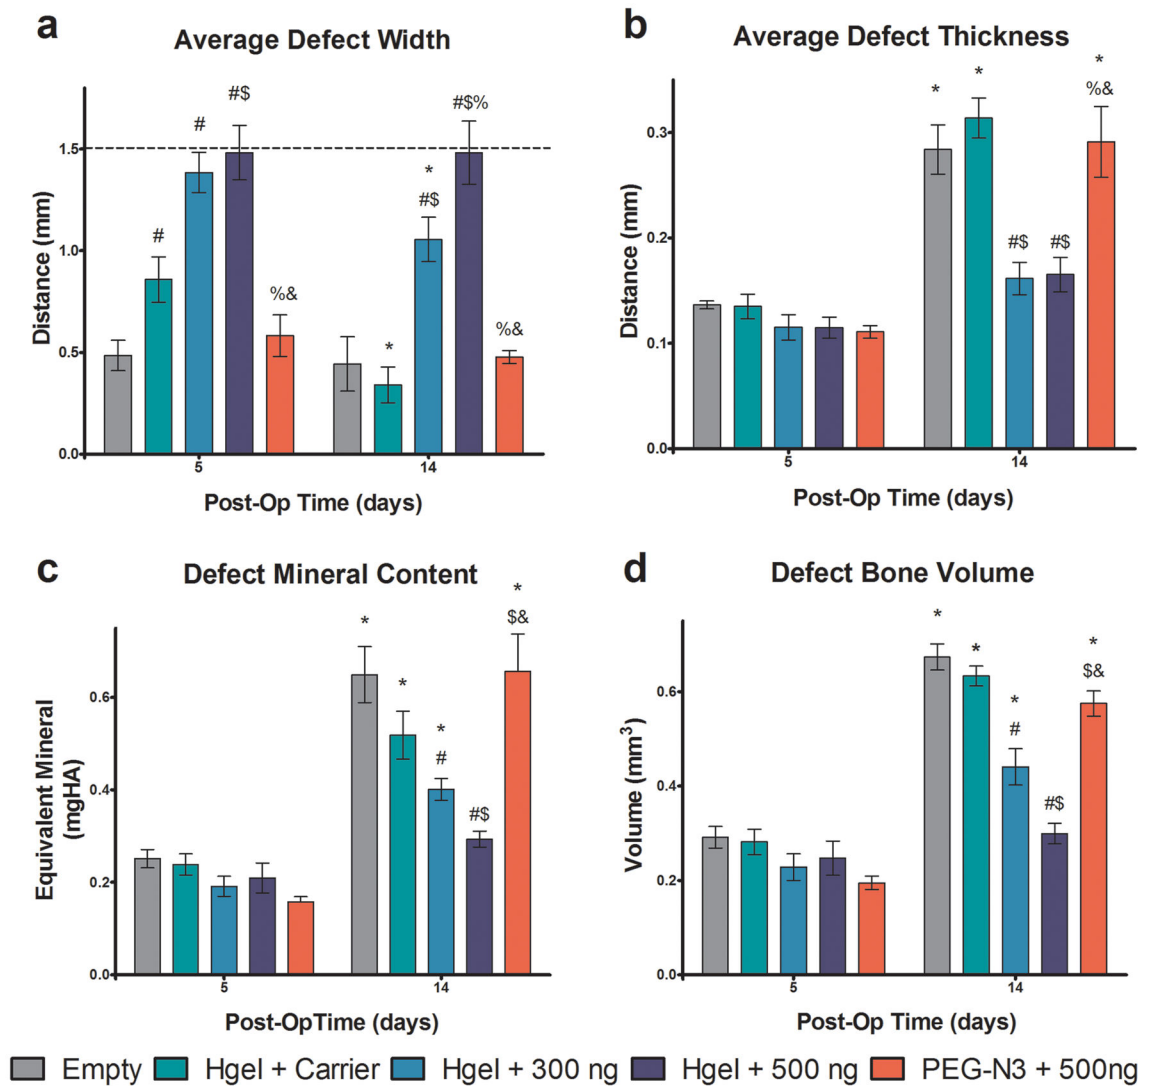 a
Average Defect Width
#
#
#$
%&
*
*
#$
#$%
%&
1.5
1.0
0.5
0.0
Distance (mm)
5
14
Post-Op Time (days)
b
Average Defect Thickness
*
*
#$
#$
*
%&
0.3
0.2
0.1
0.0
Distance (mm)
5
14
Post-Op Time (days)
c
Defect Mineral Content
*
*
*
#
#$
*
$&
0.6
0.4
0.2
0.0
Equivalent Mineral
(mgHA)
5
14
Post-OpTime (days)
d
Defect Bone Volume
*
*
*
#
#$
*
$&
0.6
0.4
0.2
0.0
Volume (mm³)
5
14
Post-Op Time (days)
Empty Hgel + Carrier Hgel + 300 ng Hgel + 500 ng PEG-N3 + 500ng